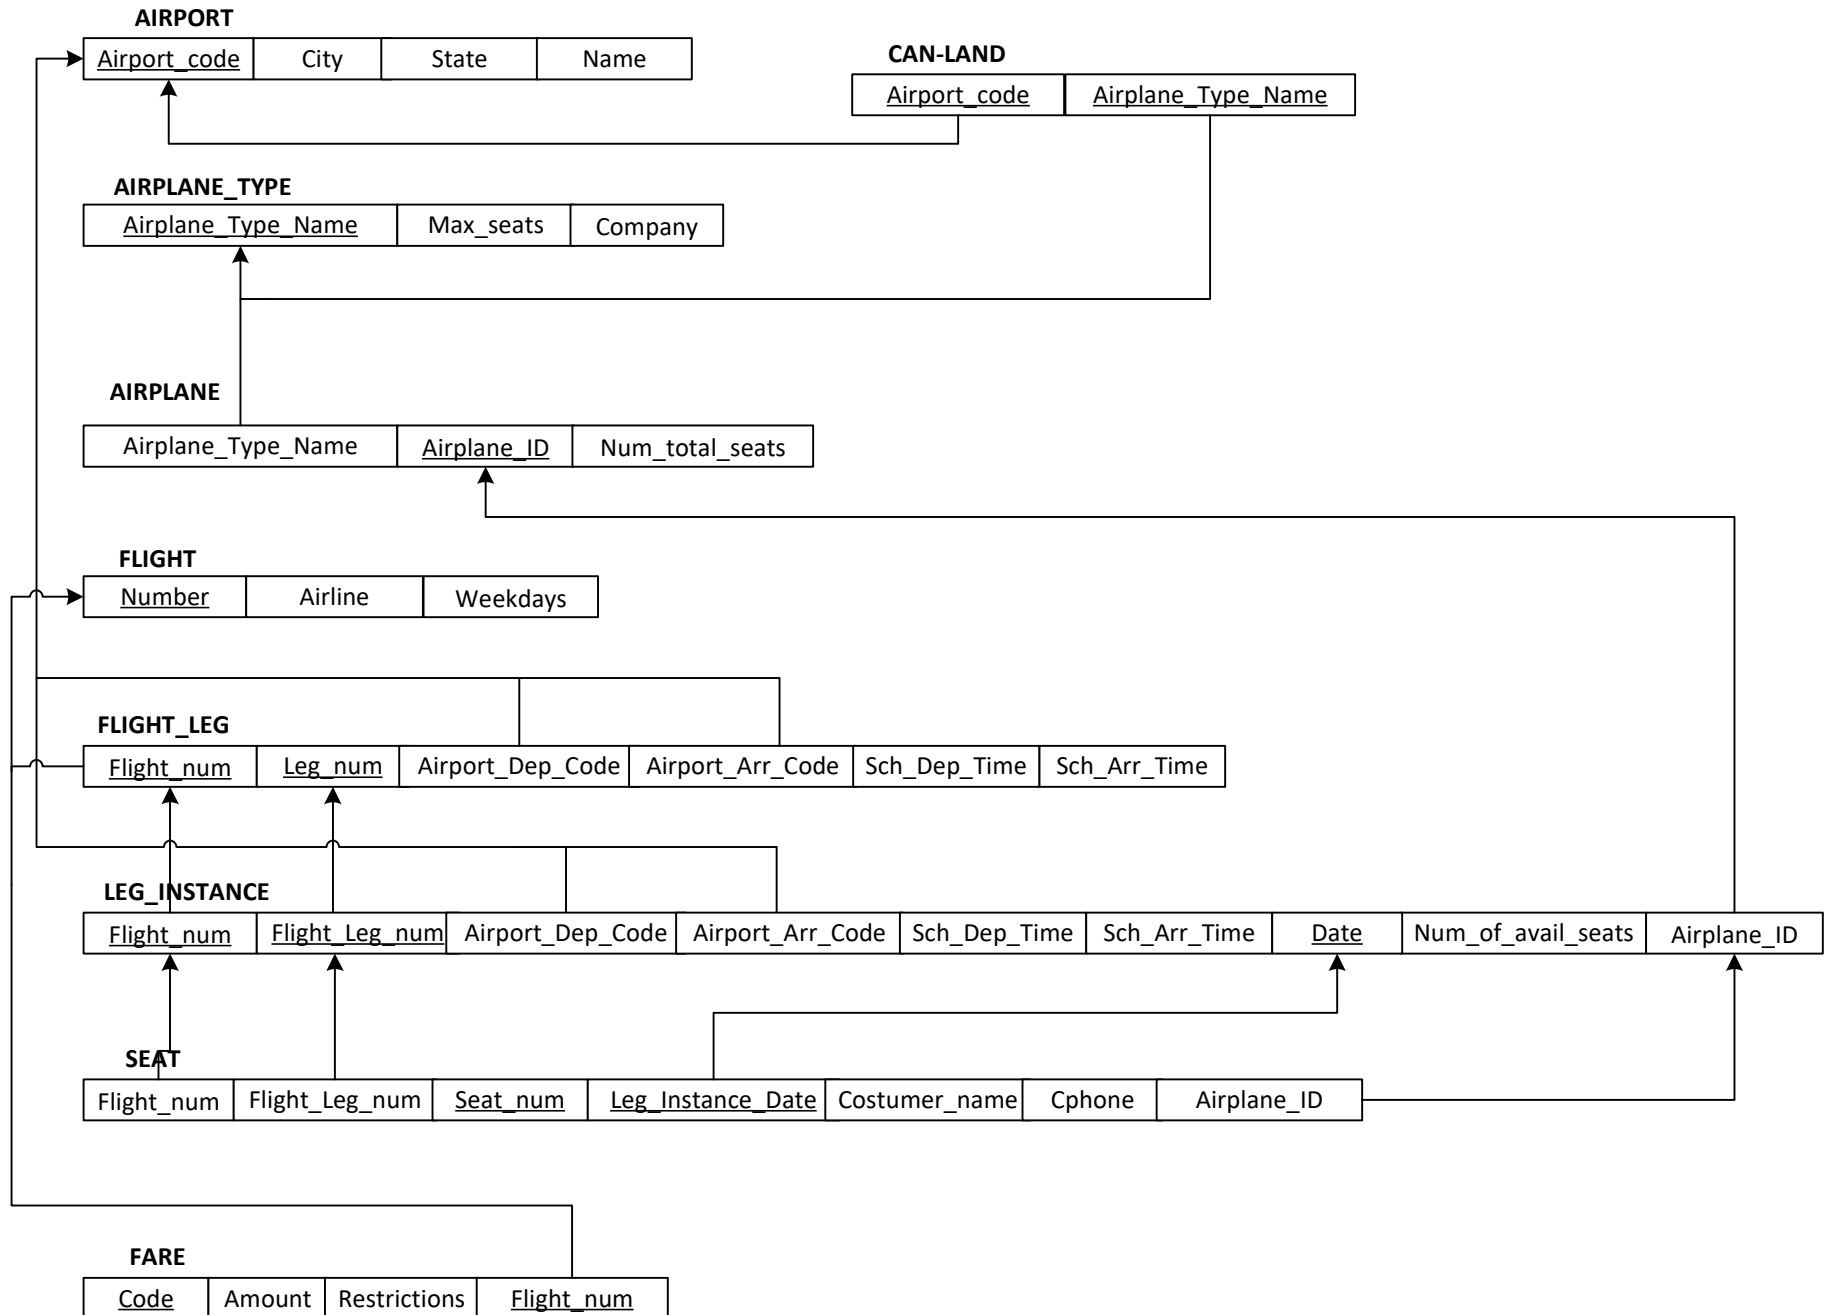 AIRPORT
Airport_code City State Name
CAN-LAND
Airport_code Airplane_Type_Name
AIRPLANE_TYPE
Airplane_Type_Name Max_seats Company
AIRPLANE
Airplane_Type_Name Airplane_ID Num_total_seats
FLIGHT
Number Airline Weekdays
FLIGHT_LEG
Flight_num Leg_num Airport_Dep_Code Airport_Arr_Code Sch_Dep_Time Sch_Arr_Time
LEG_INSTANCE
Flight_num Flight_Leg_num Airport_Dep_Code Airport_Arr_Code Sch_Dep_Time Sch_Arr_Time Date Num_of_avail_seats Airplane_ID
SEAT
Flight_num Flight_Leg_num Seat_num Leg_Instance_Date Costumer_name Cphone Airplane_ID
FARE
Code Amount Restrictions Flight_num